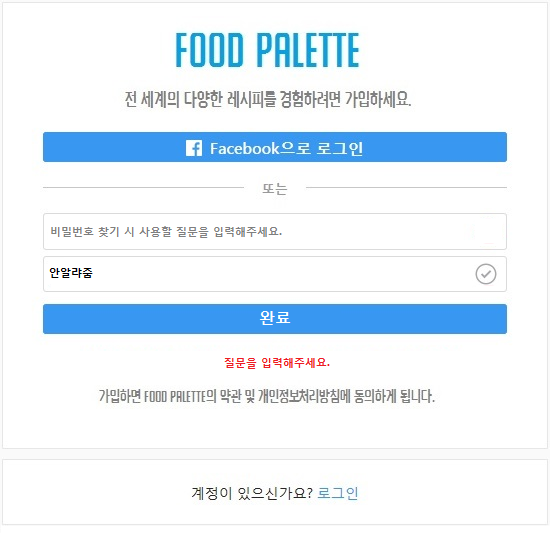 FOOD PALETTE
전 세계의 다양한 레시피를 경험하려면 가입하세요.
Facebook으로 로그인
또는
비밀번호 찾기 시 사용할 질문을 입력해주세요.
안알랴줌
완료
질문을 입력해주세요.
가입하면 FOOD PALETTE의 약관 및 개인정보처리방침에 동의하게 됩니다.
계정이 있으신가요? 로그인